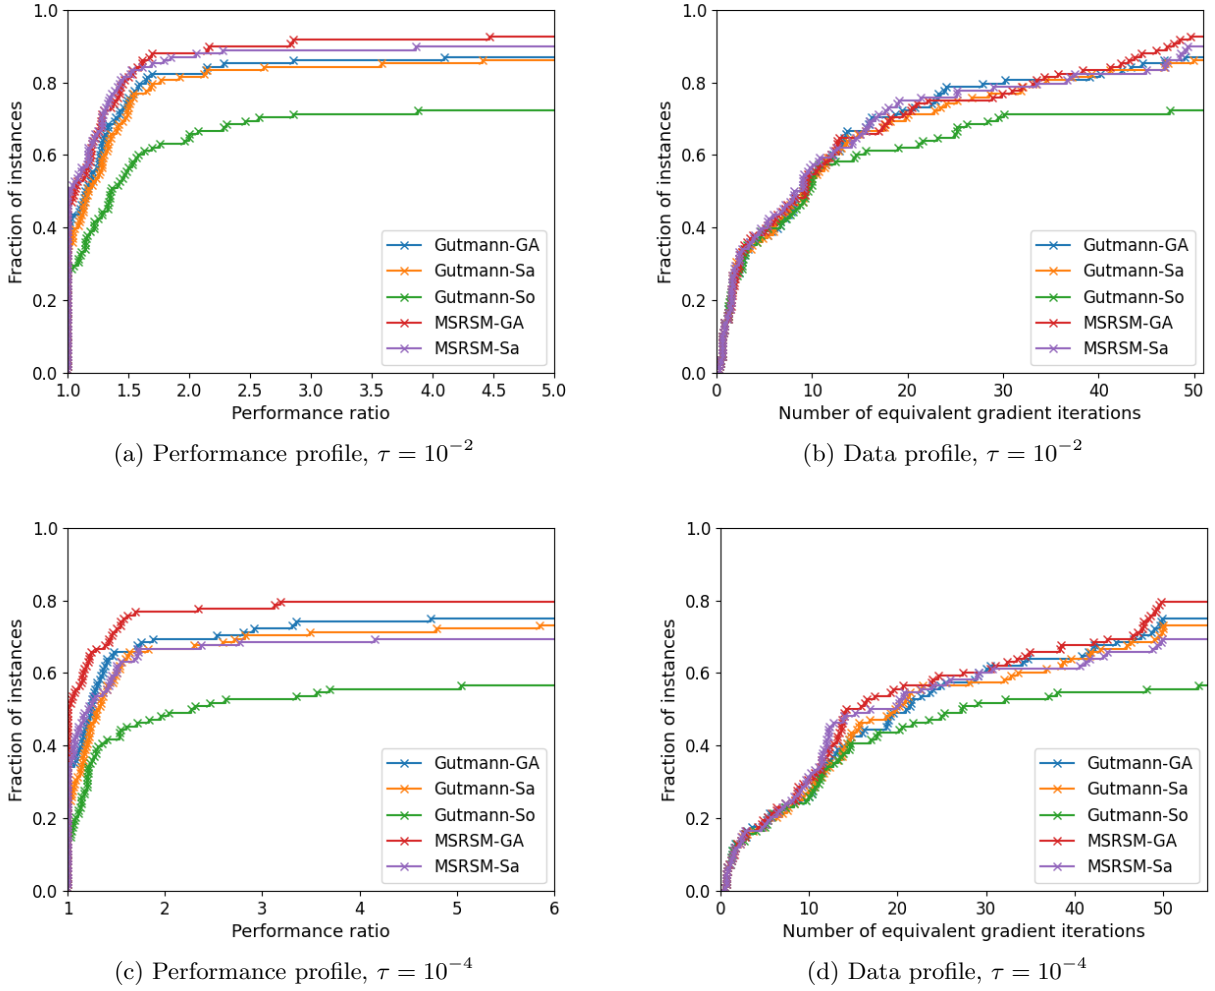 1.0
0.8
0.6
0.4
0.2
0.0
Fraction of instances
Gutmann-GA
Gutmann-Sa
Gutmann-So
MSRSM-GA
MSRSM-Sa
1.0 1.5 2.0 2.5 3.0 3.5 4.0 4.5 5.0
Performance ratio
(a) Performance profile, τ = 10⁻²
1.0
0.8
0.6
0.4
0.2
0.0
Fraction of instances
Gutmann-GA
Gutmann-Sa
Gutmann-So
MSRSM-GA
MSRSM-Sa
0 10 20 30 40 50
Number of equivalent gradient iterations
(b) Data profile, τ = 10⁻²
1.0
0.8
0.6
0.4
0.2
0.0
Fraction of instances
Gutmann-GA
Gutmann-Sa
Gutmann-So
MSRSM-GA
MSRSM-Sa
1 2 3 4 5 6
Performance ratio
(c) Performance profile, τ = 10⁻⁴
1.0
0.8
0.6
0.4
0.2
0.0
Fraction of instances
Gutmann-GA
Gutmann-Sa
Gutmann-So
MSRSM-GA
MSRSM-Sa
0 10 20 30 40 50
Number of equivalent gradient iterations
(d) Data profile, τ = 10⁻⁴